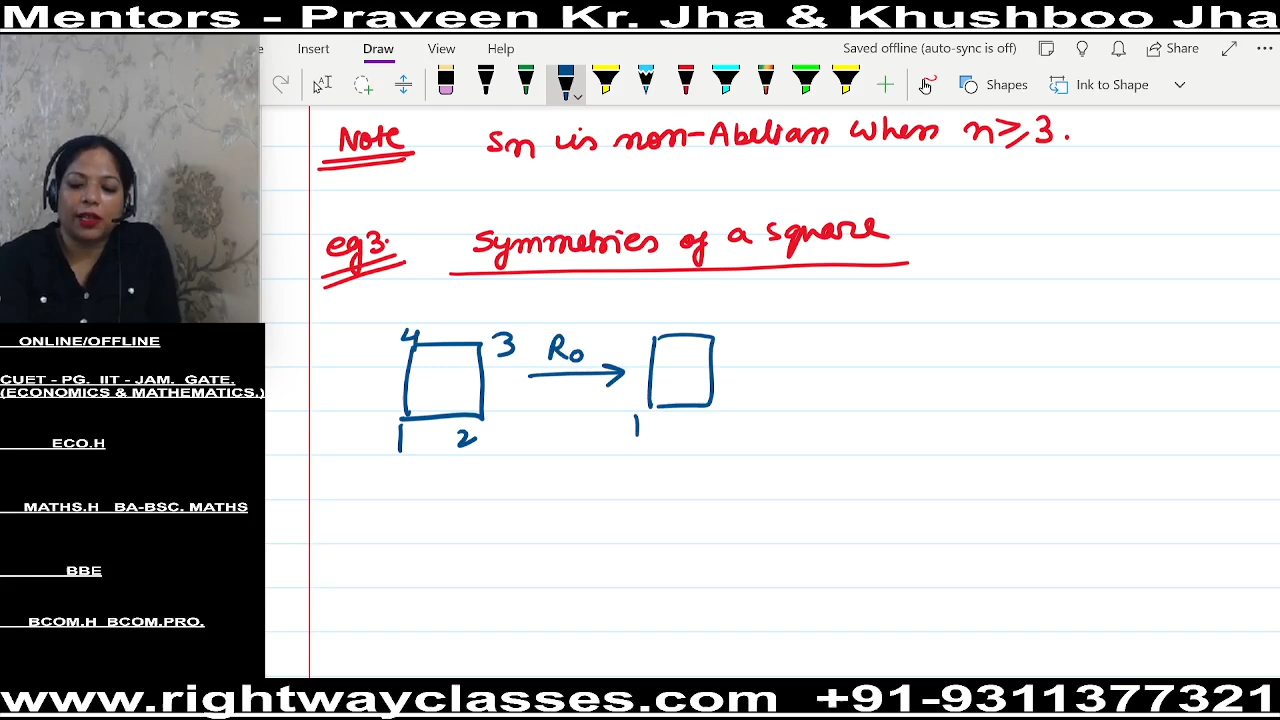 Mentors - Praveen Kr. Jha & Khushboo Jha
Insert Draw View Help Saved offline (auto-sync is off) Share
Shapes Ink to Shape
Note Sn is non-Abelian when n≥3.
eg3. Symmetries of a square
4 3 R0
1 2 1
ONLINE/OFFLINE
CUET - PG. IIT - JAM. GATE.
(ECONOMICS & MATHEMATICS.)
ECO.H
MATHS.H BA-BSC. MATHS
BBE
BCOM.H BCOM.PRO.
www.rightwayclasses.com +91-9311377321